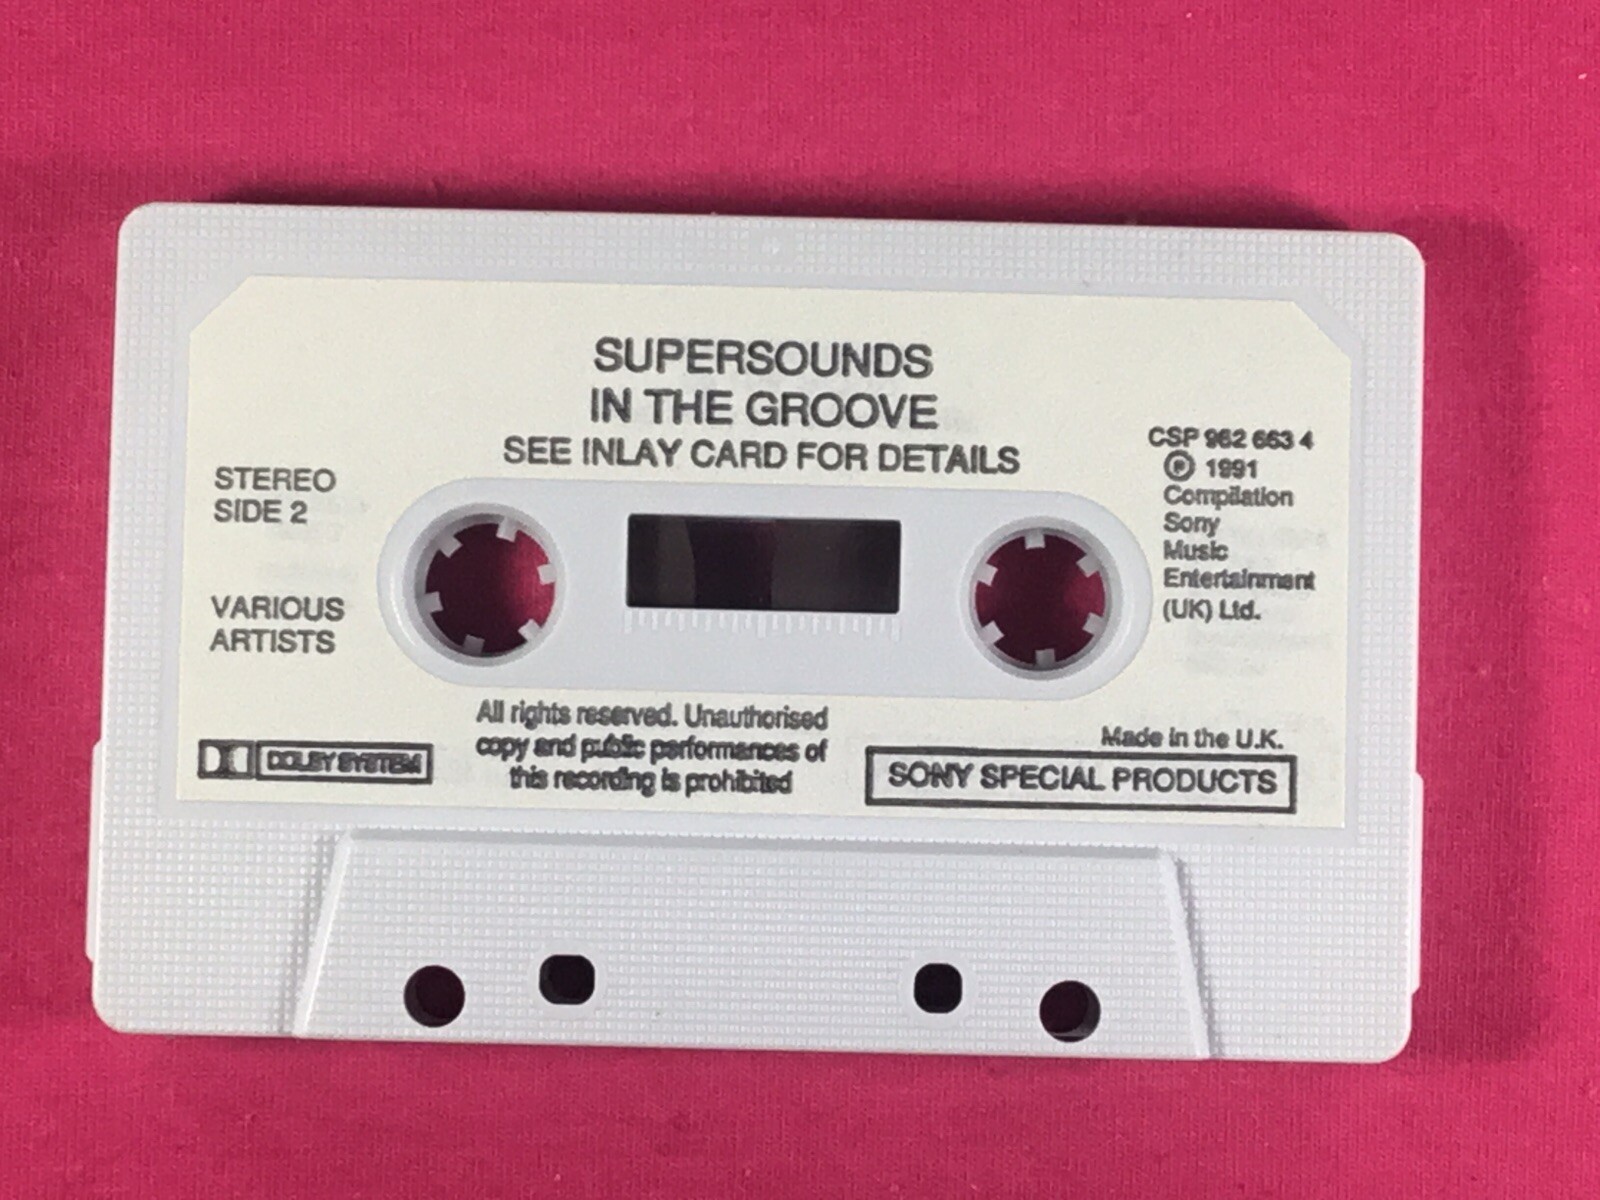 SUPERSOUNDS
IN THE GROOVE
SEE INLAY CARD FOR DETAILS
STEREO
SIDE 2
VARIOUS
ARTISTS
CSP 962 663 4
Ⓟ 1991
Compilation
Sony
Music
Entertainment
(UK) Ltd.
All rights reserved. Unauthorised
copy and public performances of
this recording is prohibited
DOLBY SYSTEM
Made in the U.K.
SONY SPECIAL PRODUCTS